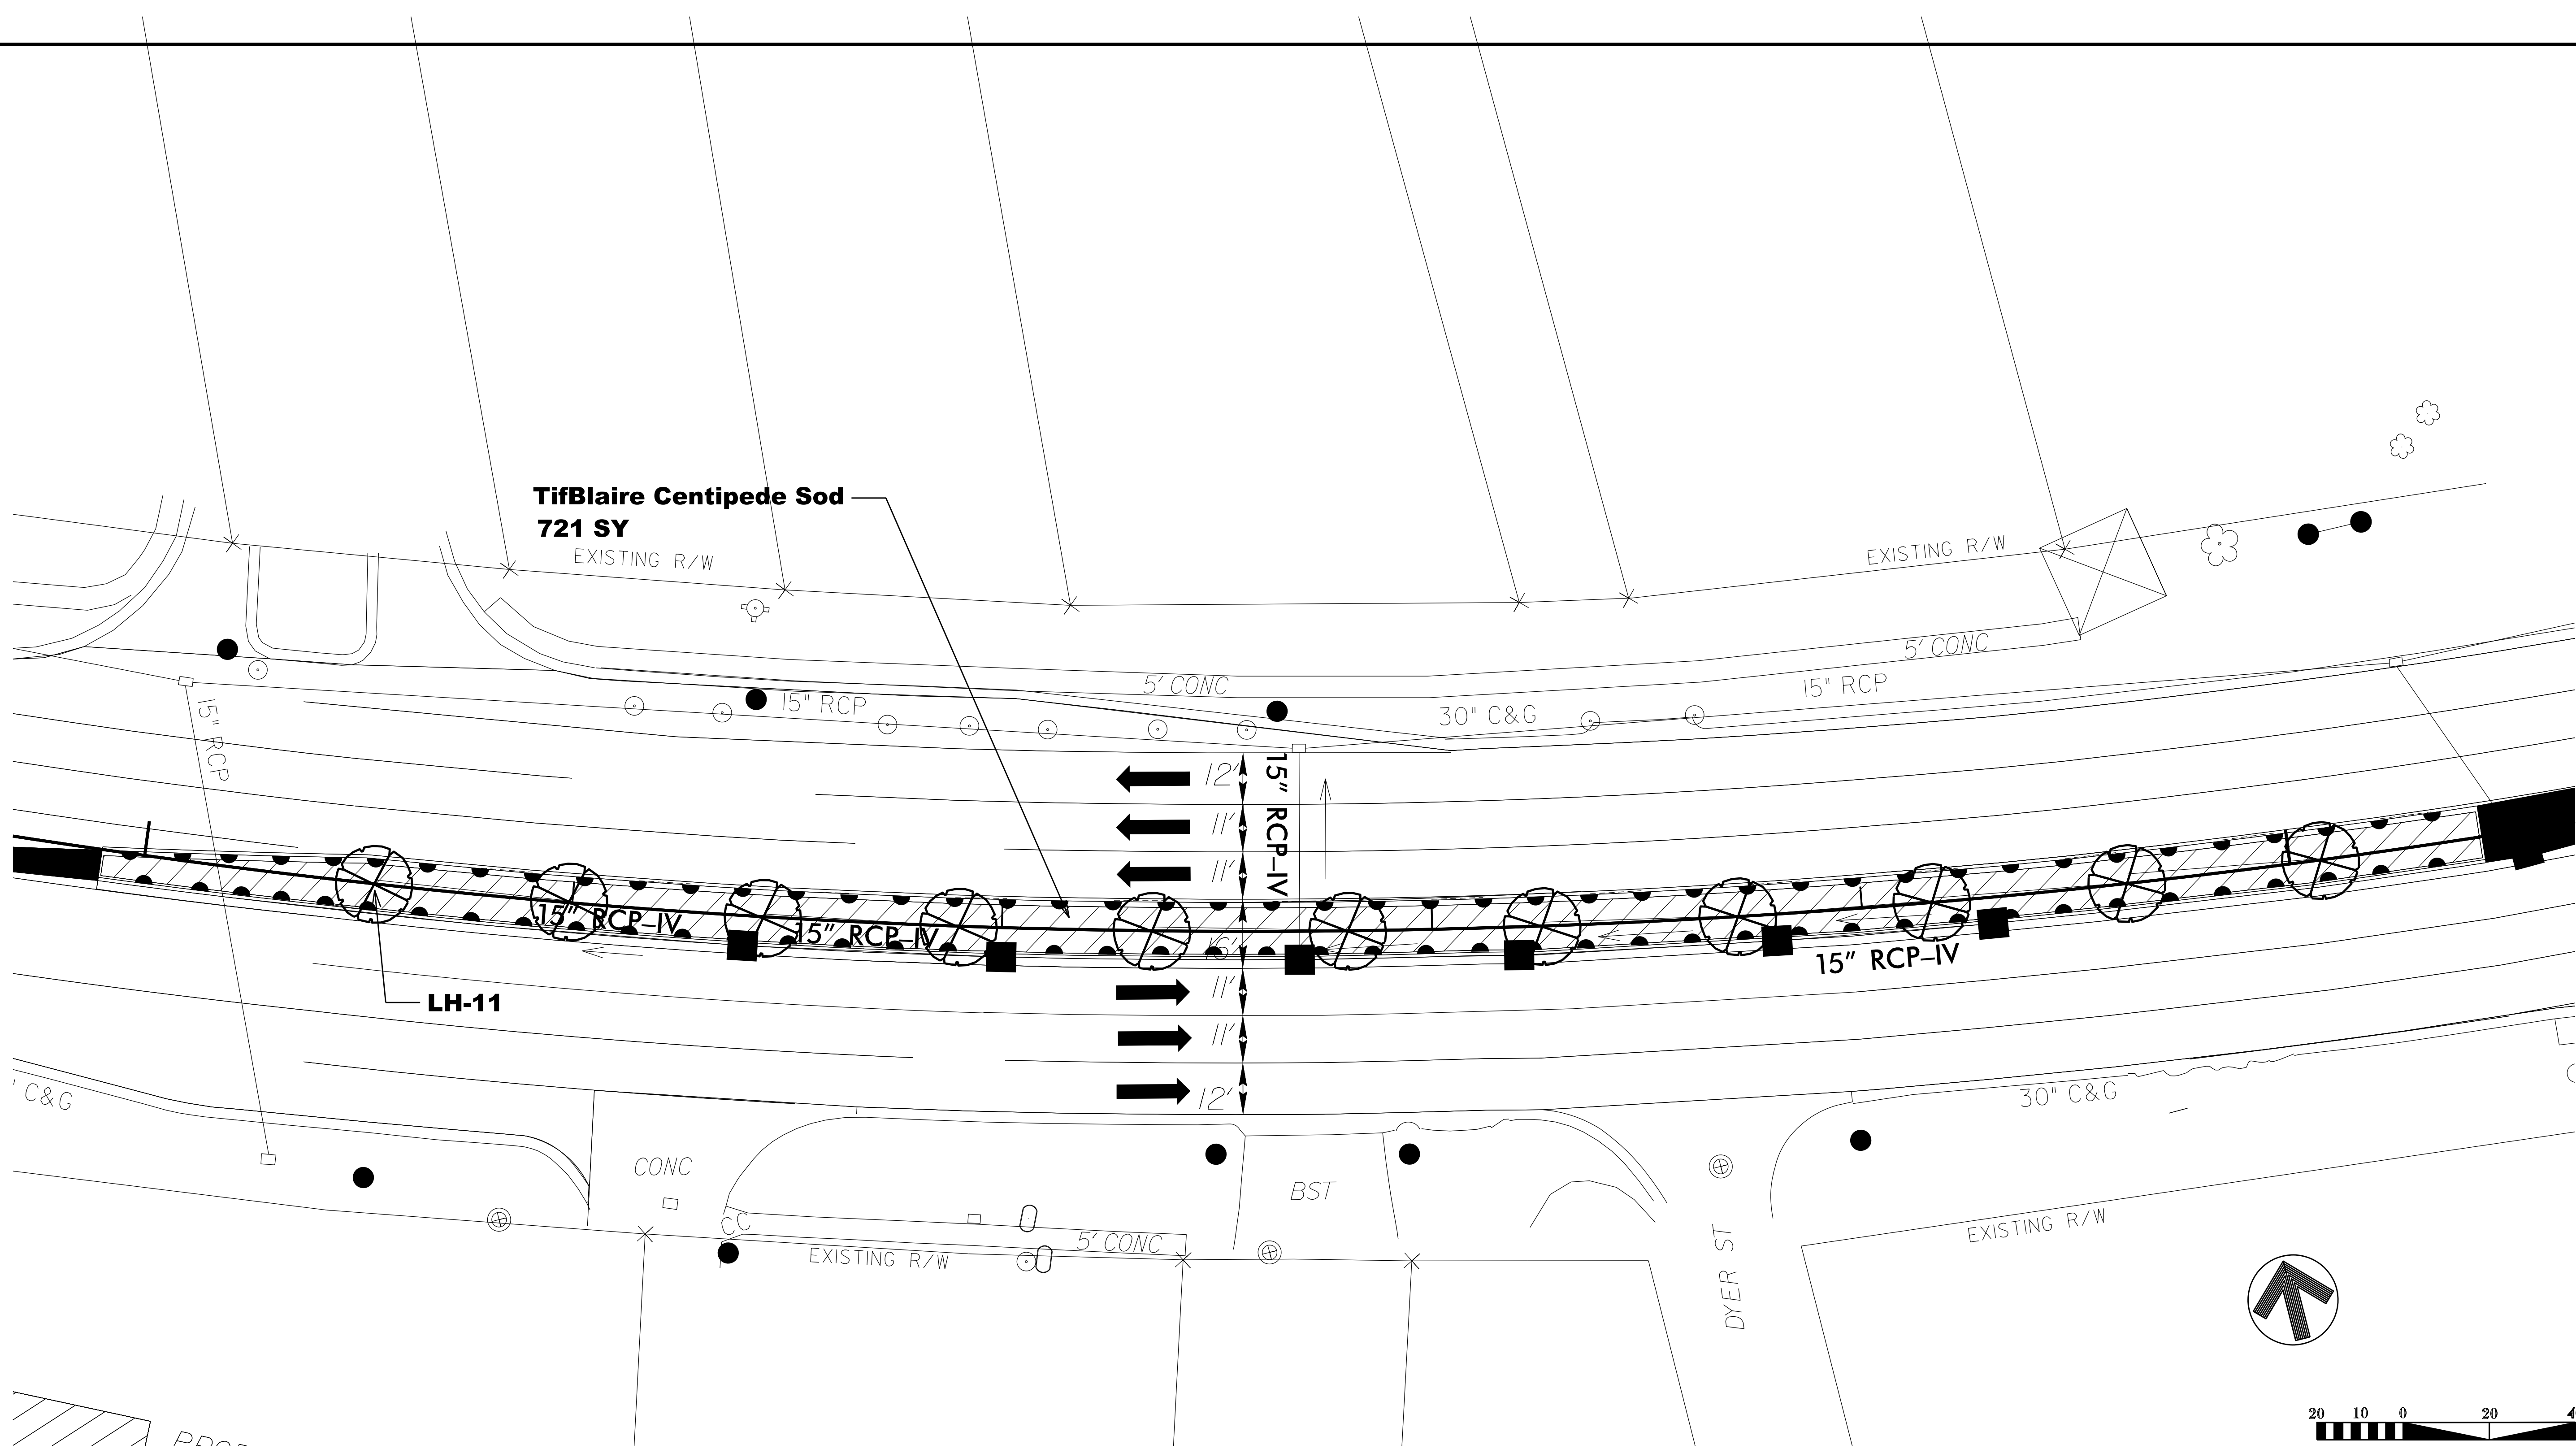 TifBlaire Centipede Sod
721 SY
EXISTING R/W
EXISTING R/W
5' CONC
5' CONC
15" RCP
15" RCP
30" C&G
15" RCP
12'
15" RCP-IV
11'
11'
15" RCP-IV
15" RCP-IV
16'
15" RCP-IV
LH-11
11'
11'
12'
' C&G
30" C&G
CONC
BST
CC
5' CONC
EXISTING R/W
DYER ST
EXISTING R/W
20 10 0 20